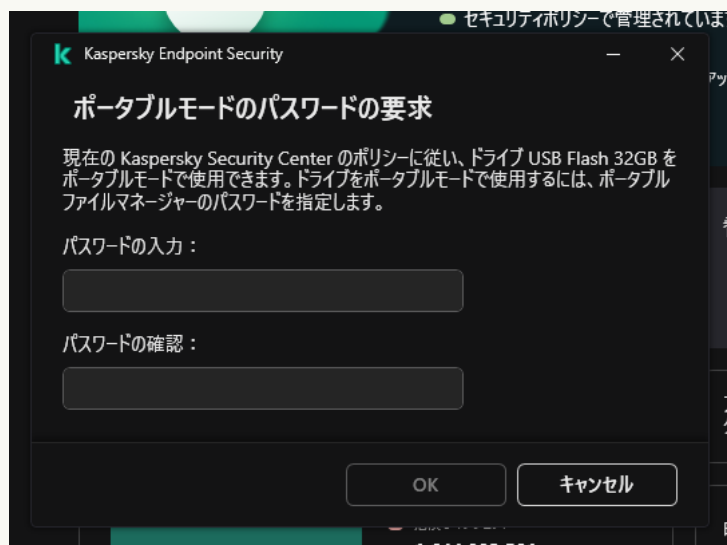 セキュリティポリシーで管理されていま
Kaspersky Endpoint Security
ポータブルモードのパスワードの要求
現在の Kaspersky Security Center のポリシーに従い、ドライブ USB Flash 32GB を
ポータブルモードで使用できます。ドライブをポータブルモードで使用するには、ポータブル
ファイルマネージャーのパスワードを指定します。
パスワードの入力：
パスワードの確認：
OK
キャンセル